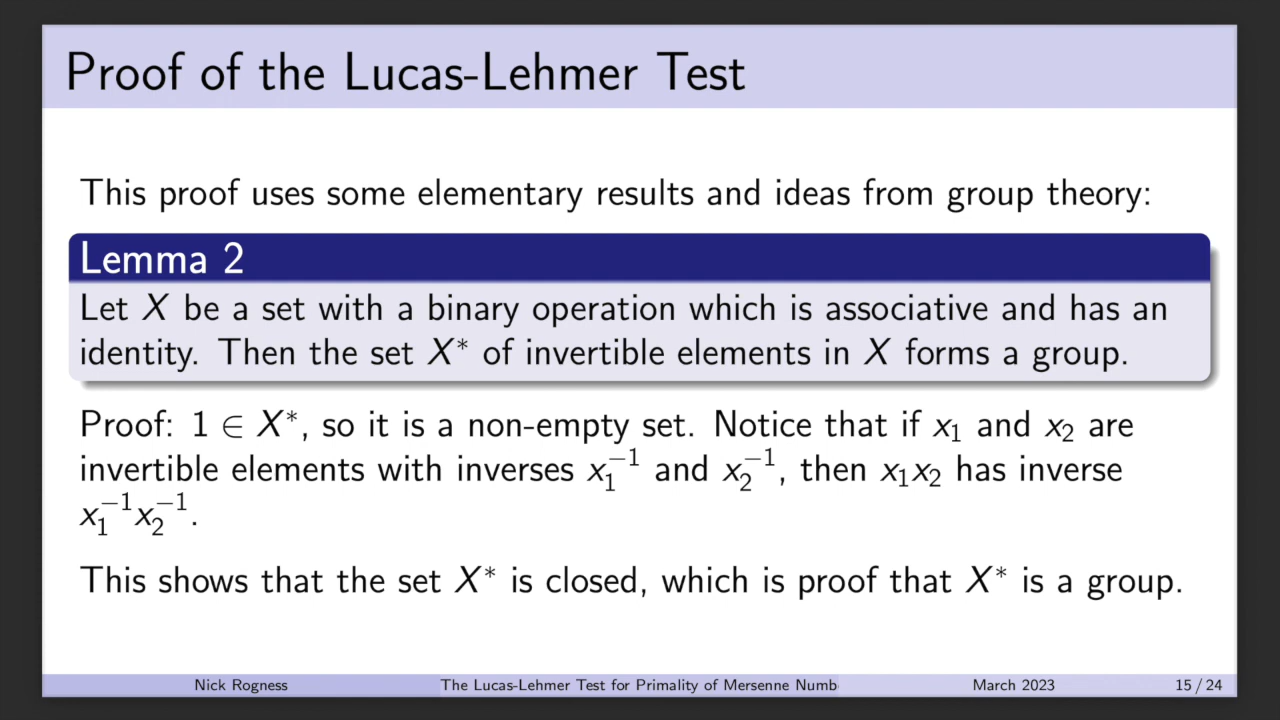 Proof of the Lucas-Lehmer Test
This proof uses some elementary results and ideas from group theory:
Lemma 2
Let X be a set with a binary operation which is associative and has an
identity. Then the set X* of invertible elements in X forms a group.
Proof: 1 ∈ X*, so it is a non-empty set. Notice that if x₁ and x₂ are
invertible elements with inverses x₁⁻¹ and x₂⁻¹, then x₁x₂ has inverse
x₁⁻¹x₂⁻¹.
This shows that the set X* is closed, which is proof that X* is a group.
Nick Rogness The Lucas-Lehmer Test for Primality of Mersenne Numb March 2023 15 / 24